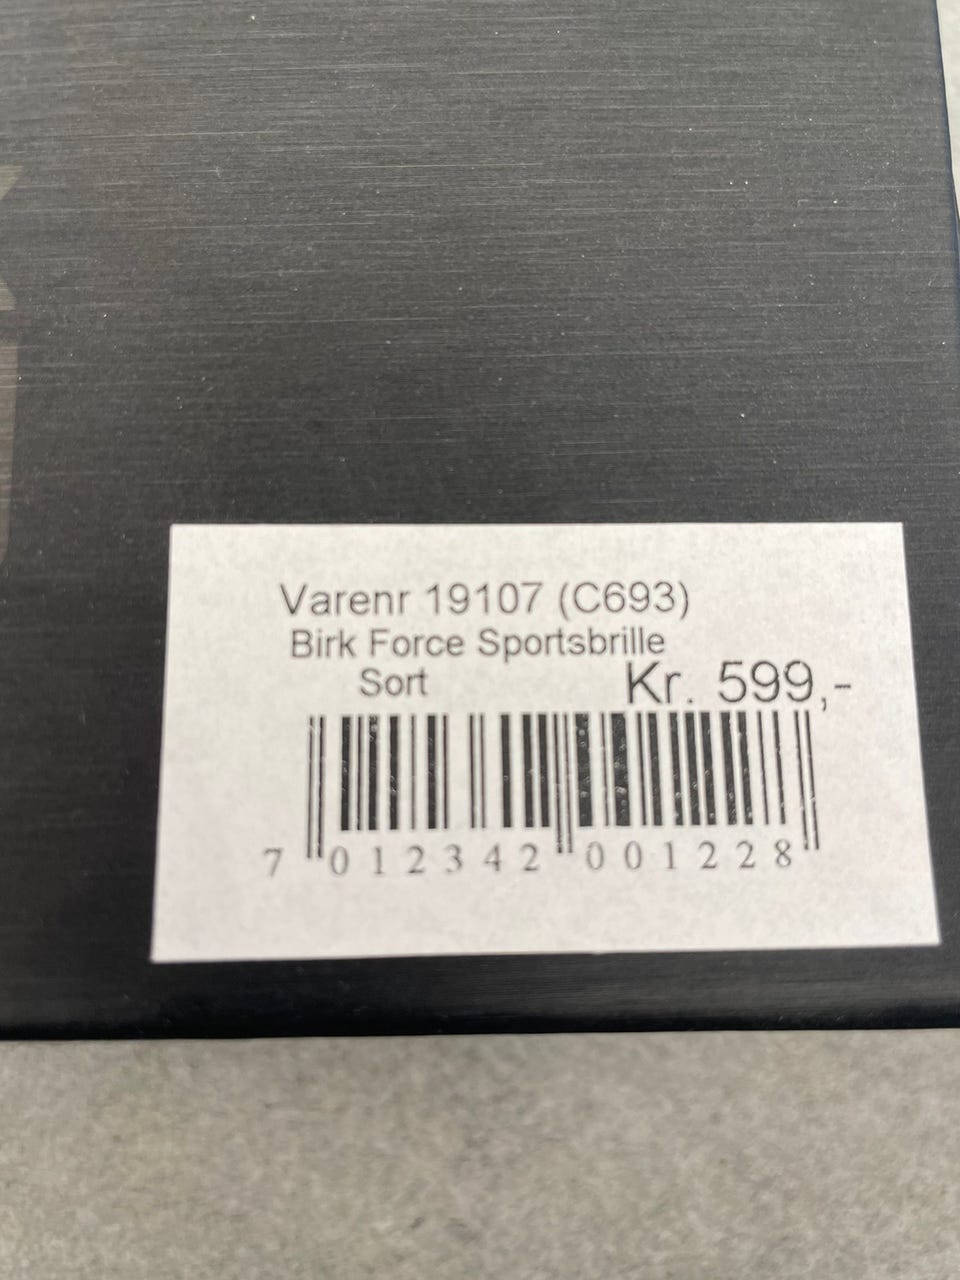 Varenr 19107 (C693)
Birk Force Sportsbrille
Sort Kr. 599,-
7 012342 001228